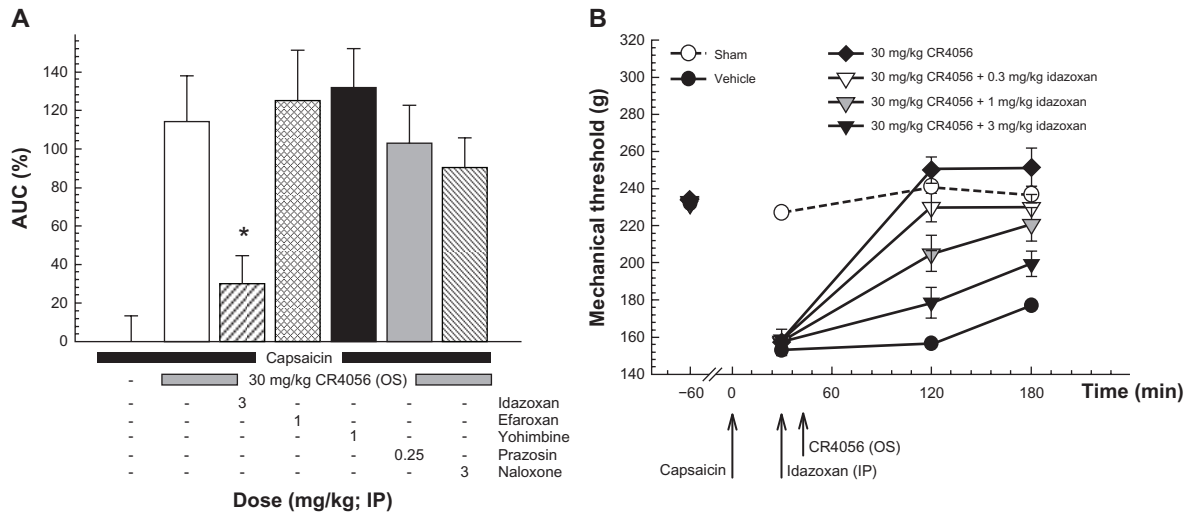 A
AUC (%)
140
120
100
80
60
40
20
0
*
Capsaicin
- 30 mg/kg CR4056 (OS)
- - 3 - - - - Idazoxan
- - - 1 - - - Efaroxan
- - - - 1 - - Yohimbine
- - - - - 0.25 - Prazosin
- - - - - - 3 Naloxone
Dose (mg/kg; IP)
B
Mechanical threshold (g)
320
300
280
260
240
220
200
180
160
140
Sham
Vehicle
30 mg/kg CR4056
30 mg/kg CR4056 + 0.3 mg/kg idazoxan
30 mg/kg CR4056 + 1 mg/kg idazoxan
30 mg/kg CR4056 + 3 mg/kg idazoxan
−60 0 60 120 180 Time (min)
CR4056 (OS)
Capsaicin Idazoxan (IP)